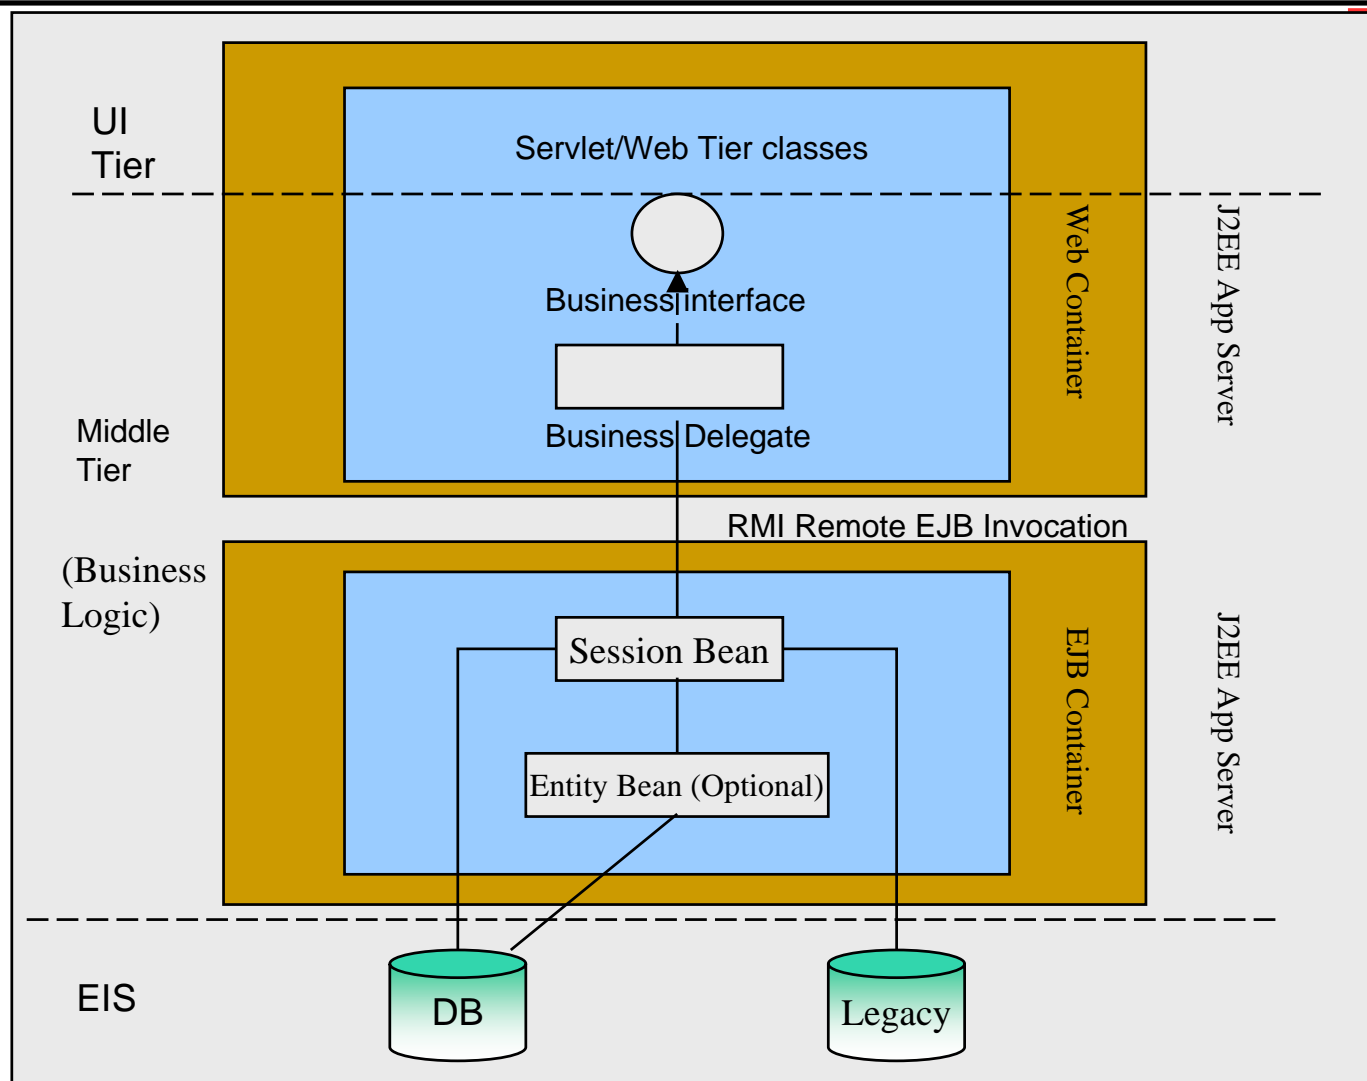 UI
Tier
Servlet/Web Tier classes
Business interface
Web Container
J2EE App Server
Middle
Tier
Business Delegate
RMI Remote EJB Invocation
(Business
Logic)
Session Bean
EJB Container
J2EE App Server
Entity Bean (Optional)
EIS
DB
Legacy